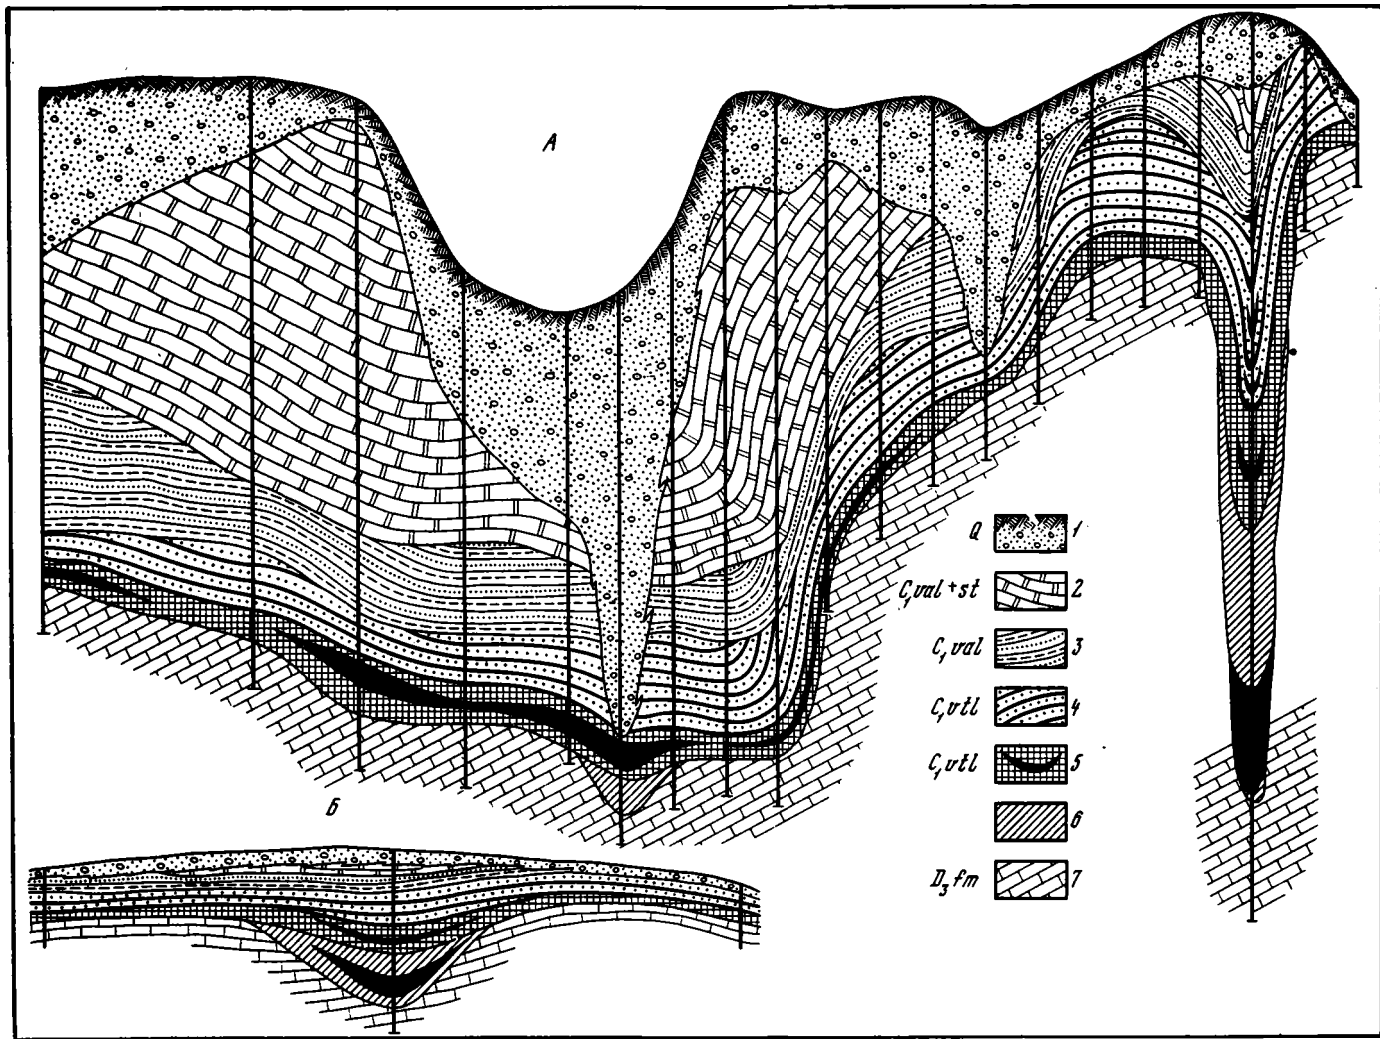 А
Б
Q 1
C₁val+st 2
C₁val 3
C₁vtl 4
C₁vtl 5
6
D₃fm 7